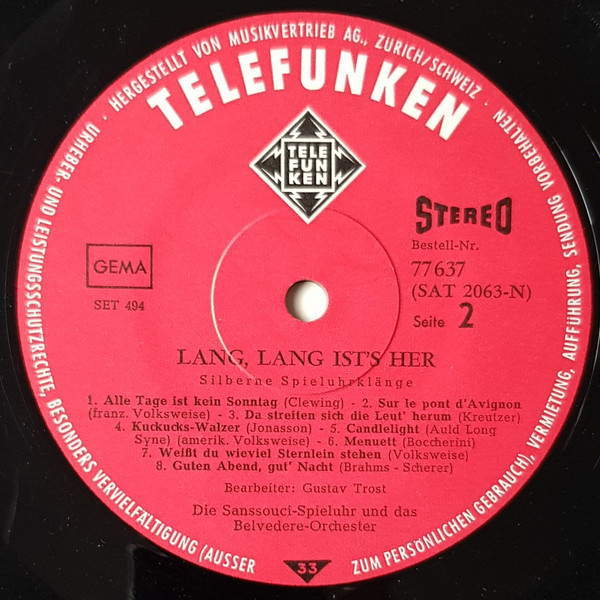 URHEBER- UND LEISTUNGSSCHUTZRECHTE, BESONDERS VERVIELFÄLTIGUNG (AUSSER ZUM PERSÖNLICHEN GEBRAUCH), VERMIETUNG, AUFFÜHRUNG, SENDUNG VORBEHALTEN
· HERGESTELLT VON MUSIKVERTRIEB AG., ZURICH/SCHWEIZ ·
TELEFUNKEN
TELE
FUN
KEN
STEREO
Bestell-Nr.
77637
(SAT 2063-N)
Seite 2
GEMA
SET 494
LANG, LANG IST'S HER
Silberne Spieluhrklänge
1. Alle Tage ist kein Sonntag (Clewing) - 2. Sur le pont d'Avignon
(franz. Volksweise) - 3. Da streiten sich die Leut' herum (Kreutzer)
4. Kuckucks-Walzer (Jonasson) - 5. Candlelight (Auld Long
Syne) (amerik. Volksweise) - 6. Menuett (Boccherini)
7. Weißt du wieviel Sternlein stehen (Volksweise)
8. Guten Abend, gut' Nacht (Brahms - Scherer)
Bearbeiter: Gustav Trost
Die Sanssouci-Spieluhr und das
Belvedere-Orchester
33